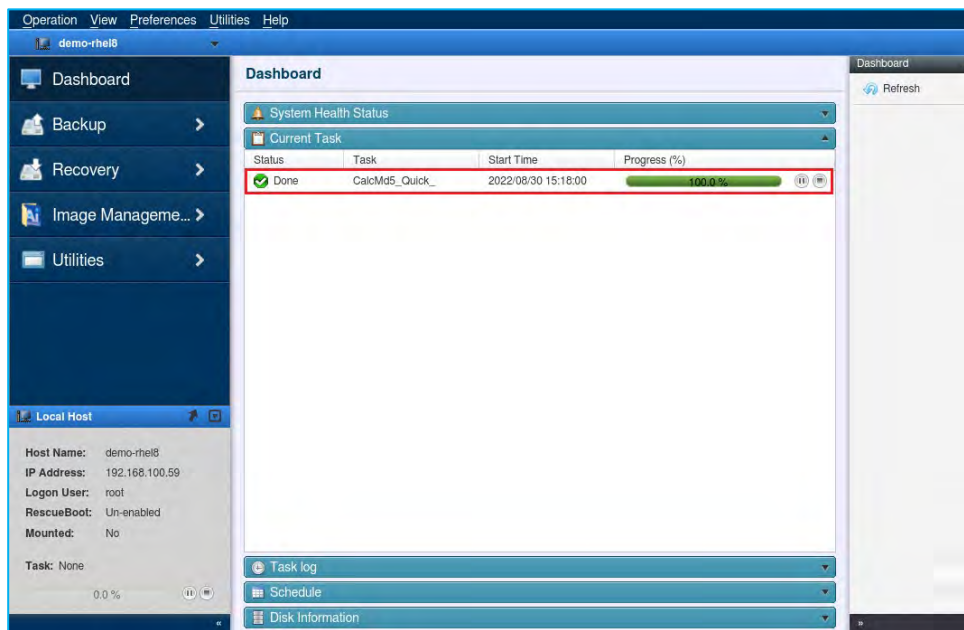 Operation View Preferences Utilities Help
demo-rhel8
Dashboard
Backup
Recovery
Image Manageme...
Utilities
Local Host
Host Name: demo-rhel8
IP Address: 192.168.100.59
Logon User: root
RescueBoot: Un-enabled
Mounted: No
Task: None
0.0 %
«
Dashboard
System Health Status
Current Task
Status Task Start Time Progress (%)
Done CalcMd5_Quick_ 2022/08/30 15:18:00 100.0 %
Task log
Schedule
Disk Information
Dashboard
Refresh
»